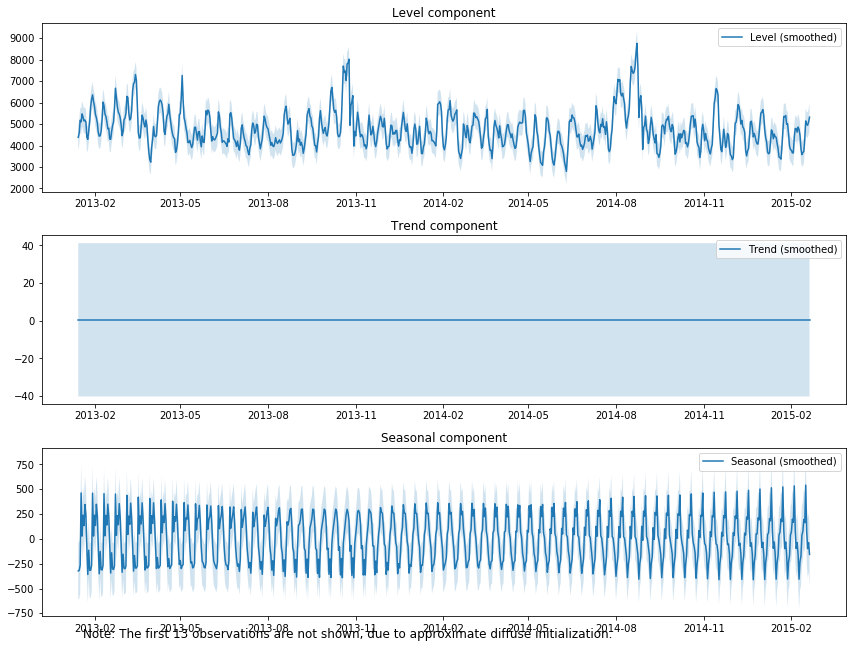 Level component
9000
8000
7000
6000
5000
4000
3000
2000
Level (smoothed)
2013-02 2013-05 2013-08 2013-11 2014-02 2014-05 2014-08 2014-11 2015-02
Trend component
40
20
0
−20
−40
Trend (smoothed)
2013-02 2013-05 2013-08 2013-11 2014-02 2014-05 2014-08 2014-11 2015-02
Seasonal component
750
500
250
0
−250
−500
−750
Seasonal (smoothed)
2013-02 2013-05 2013-08 2013-11 2014-02 2014-05 2014-08 2014-11 2015-02
Note: The first 13 observations are not shown, due to approximate diffuse initialization.